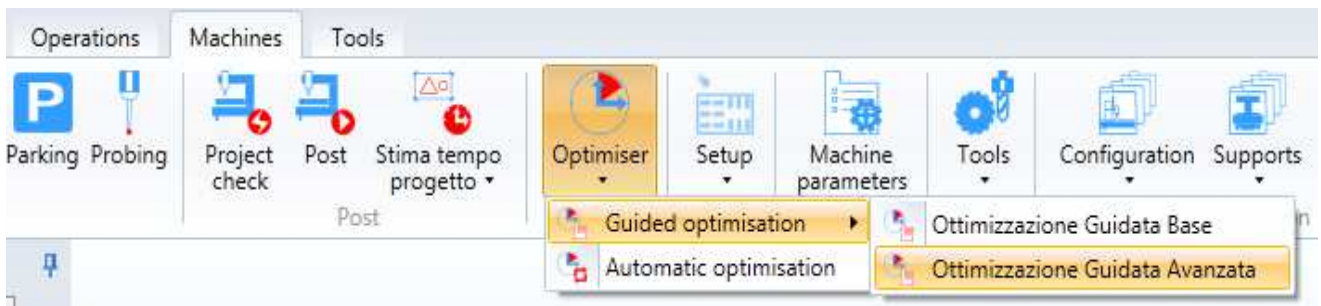 Operations Machines Tools
Parking Probing Project check Post Stima tempo progetto Optimiser Setup Machine parameters Tools Configuration Supports
Post
Guided optimisation Ottimizzazione Guidata Base
Automatic optimisation Ottimizzazione Guidata Avanzata